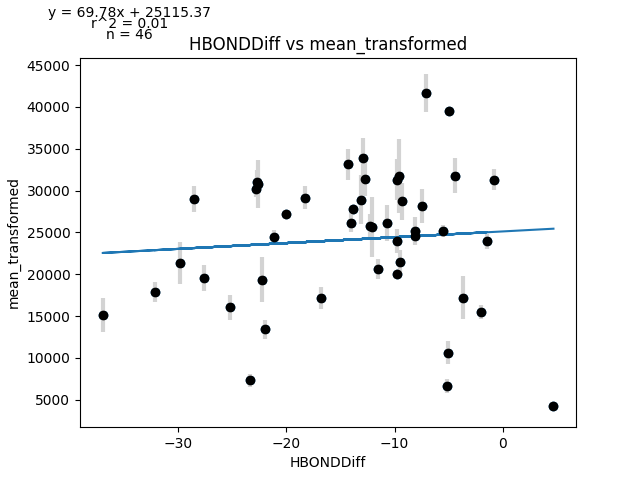 y = 69.78x + 25115.37
r^2 = 0.01
n = 46
HBONDDiff vs mean_transformed
45000
40000
35000
30000
25000
20000
15000
10000
5000
mean_transformed
−30
−20
−10
0
HBONDDiff